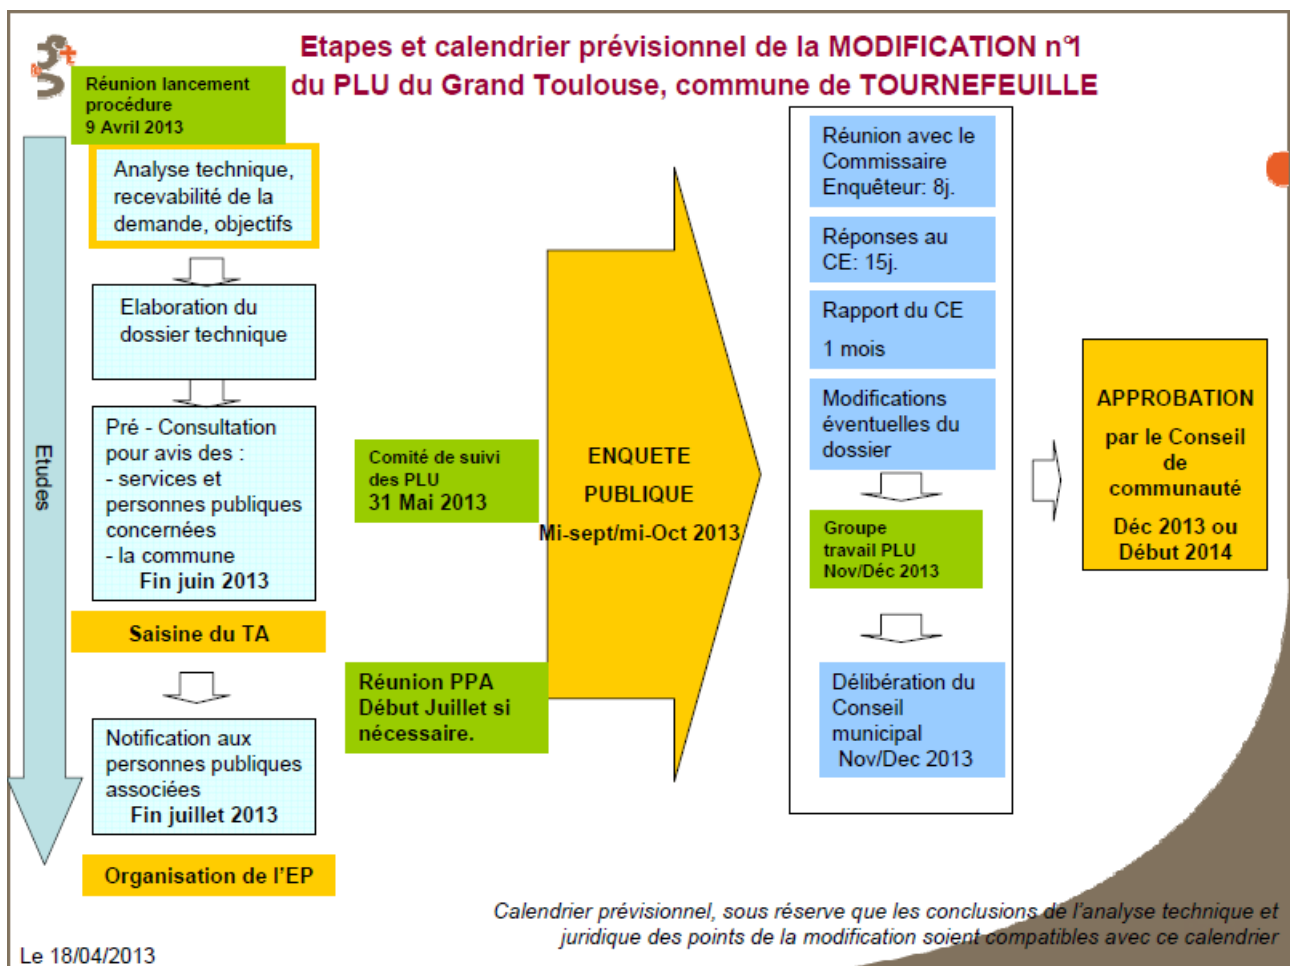 Etapes et calendrier prévisionnel de la MODIFICATION n°1
du PLU du Grand Toulouse, commune de TOURNEFEUILLE
Réunion lancement
procédure
9 Avril 2013
Analyse technique,
recevabilité de la
demande, objectifs
Elaboration du
dossier technique
Pré - Consultation
pour avis des :
- services et
personnes publiques
concernées
- la commune
Fin juin 2013
Saisine du TA
Notification aux
personnes publiques
associées
Fin juillet 2013
Organisation de l'EP
Etudes
Comité de suivi
des PLU
31 Mai 2013
Réunion PPA
Début Juillet si
nécessaire.
ENQUETE
PUBLIQUE
Mi-sept/mi-Oct 2013
Réunion avec le
Commissaire
Enquêteur: 8j.
Réponses au
CE: 15j.
Rapport du CE
1 mois
Modifications
éventuelles du
dossier
Groupe
travail PLU
Nov/Déc 2013
Délibération du
Conseil
municipal
Nov/Dec 2013
APPROBATION
par le Conseil
de
communauté
Déc 2013 ou
Début 2014
Calendrier prévisionnel, sous réserve que les conclusions de l'analyse technique et
juridique des points de la modification soient compatibles avec ce calendrier
Le 18/04/2013